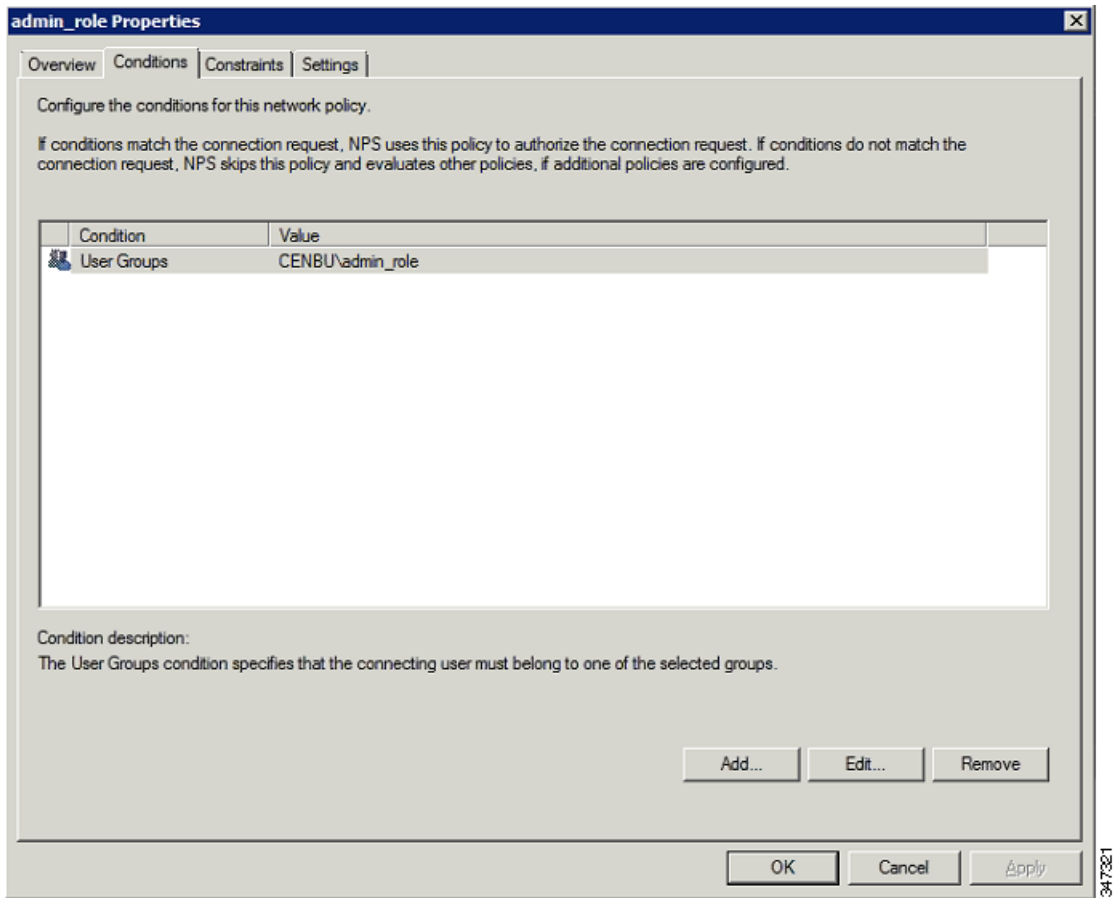 admin_role Properties
Overview Conditions Constraints Settings
Configure the conditions for this network policy.
If conditions match the connection request, NPS uses this policy to authorize the connection request. If conditions do not match the
connection request, NPS skips this policy and evaluates other policies, if additional policies are configured.
Condition Value
User Groups CENBU\admin_role
Condition description:
The User Groups condition specifies that the connecting user must belong to one of the selected groups.
Add... Edit... Remove
OK Cancel Apply
347321